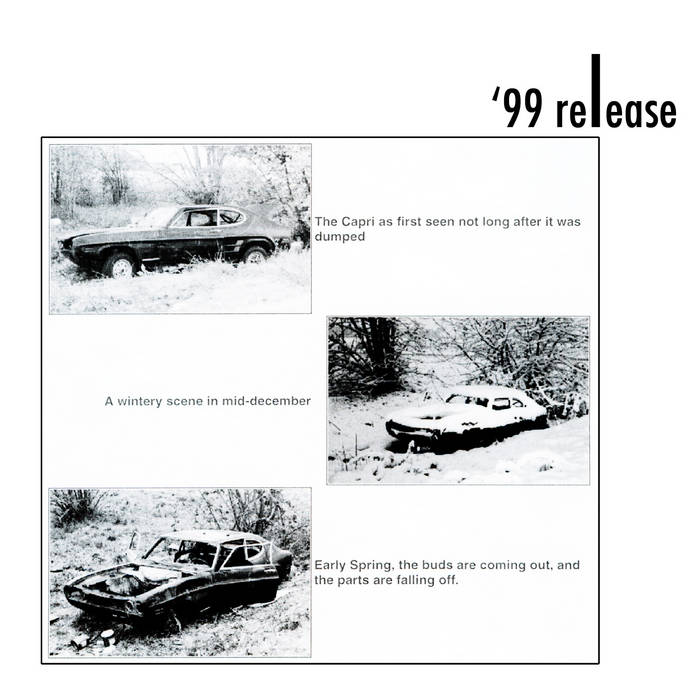 ‘99 release
The Capri as first seen not long after it was
dumped
A wintery scene in mid-december
Early Spring, the buds are coming out, and
the parts are falling off.